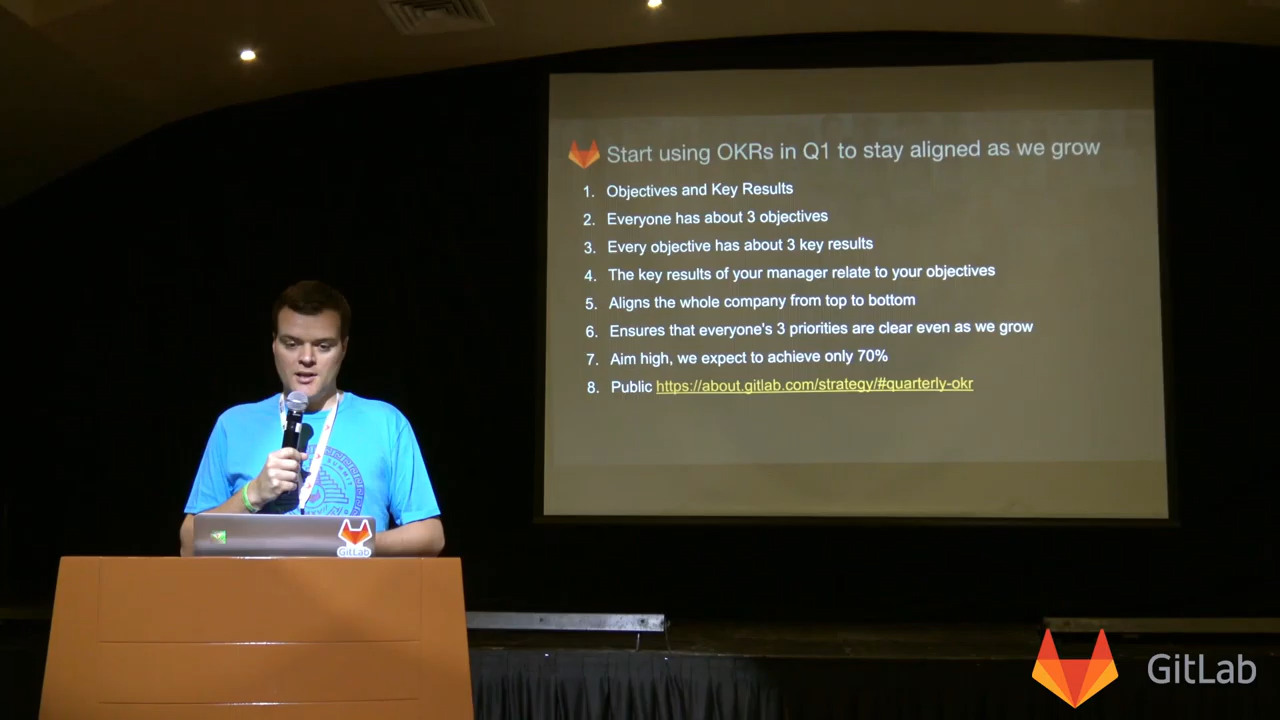 Start using OKRs in Q1 to stay aligned as we grow
1. Objectives and Key Results
2. Everyone has about 3 objectives
3. Every objective has about 3 key results
4. The key results of your manager relate to your objectives
5. Aligns the whole company from top to bottom
6. Ensures that everyone's 3 priorities are clear even as we grow
7. Aim high, we expect to achieve only 70%
8. Public https://about.gitlab.com/strategy/#quarterly-okr
SUMMIT
GitLab
GitLab